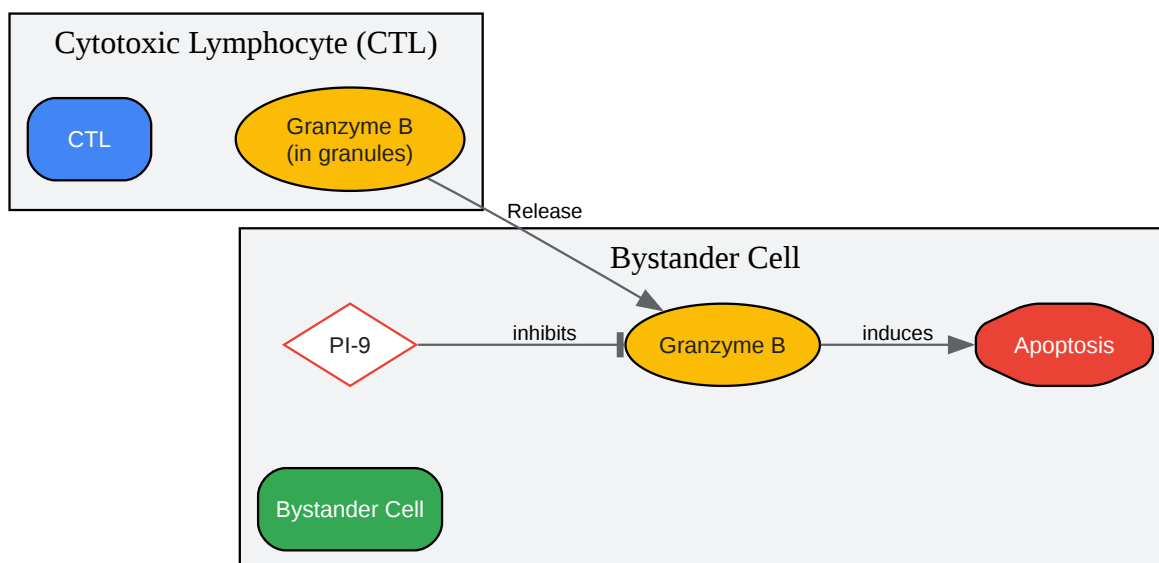 Cytotoxic Lymphocyte (CTL)
CTL
Granzyme B
(in granules)
Release
Bystander Cell
PI-9
inhibits
Granzyme B
induces
Apoptosis
Bystander Cell